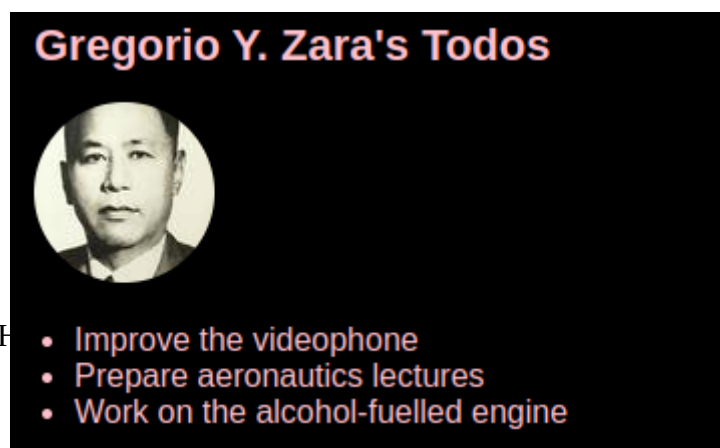 Gregorio Y. Zara's Todos
H
Improve the videophone
Prepare aeronautics lectures
Work on the alcohol-fuelled engine